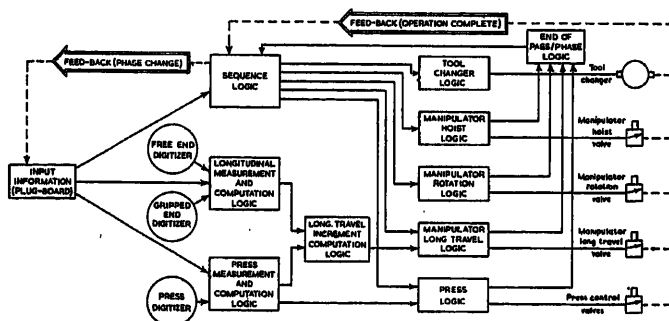 FEED-BACK (OPERATION COMPLETE)
FEED-BACK (PHASE CHANGE)
SEQUENCE
LOGIC
END OF
PASS/PHASE
LOGIC
TOOL
CHANGER
LOGIC
Tool
changer
MANIPULATOR
HOIST
LOGIC
Manipulator
hoist
valve
FREE END
DIGITIZER
INPUT
INFORMATION
(PLUG-BOARD)
LONGITUDINAL
MEASUREMENT
AND
COMPUTATION
LOGIC
GRIPPED END
DIGITIZER
MANIPULATOR
ROTATION
LOGIC
Manipulator
rotation
valve
LONG. TRAVEL
INCREMENT
COMPUTATION
LOGIC
MANIPULATOR
LONG TRAVEL
LOGIC
Manipulator
long travel
valve
PRESS
MEASUREMENT
AND
COMPUTATION
LOGIC
PRESS
DIGITIZER
PRESS
LOGIC
Press control
valves